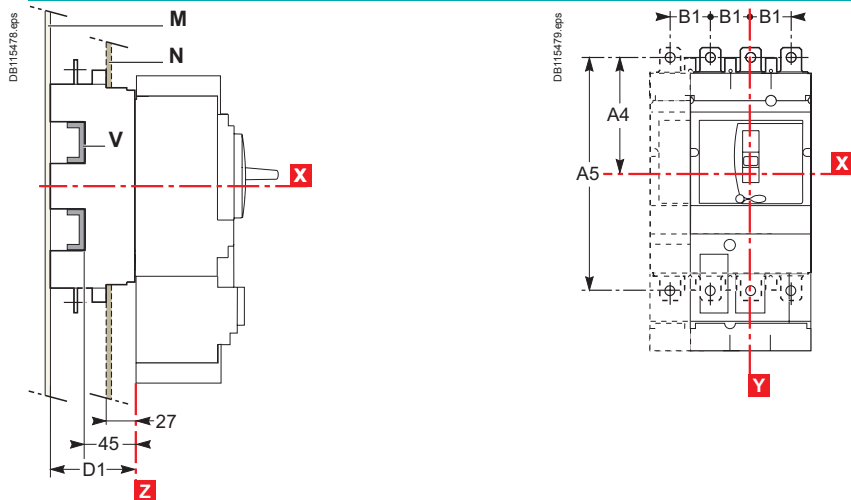 DB115478.eps
M
N
V
X
27
45
D1
Z
DB115479.eps
B1 B1 B1
A4
A5
X
Y